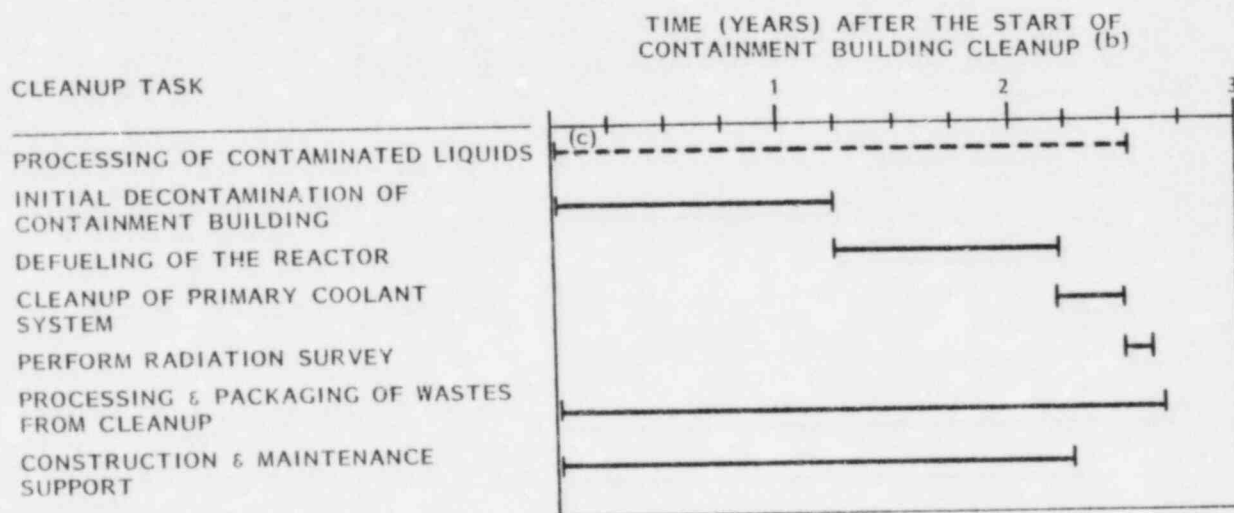 TIME (YEARS) AFTER THE START OF
CONTAINMENT BUILDING CLEANUP (b)
CLEANUP TASK
1 2 3
(c)
PROCESSING OF CONTAMINATED LIQUIDS
INITIAL DECONTAMINATION OF
CONTAINMENT BUILDING
DEFUELING OF THE REACTOR
CLEANUP OF PRIMARY COOLANT
SYSTEM
PERFORM RADIATION SURVEY
PROCESSING & PACKAGING OF WASTES
FROM CLEANUP
CONSTRUCTION & MAINTENANCE
SUPPORT